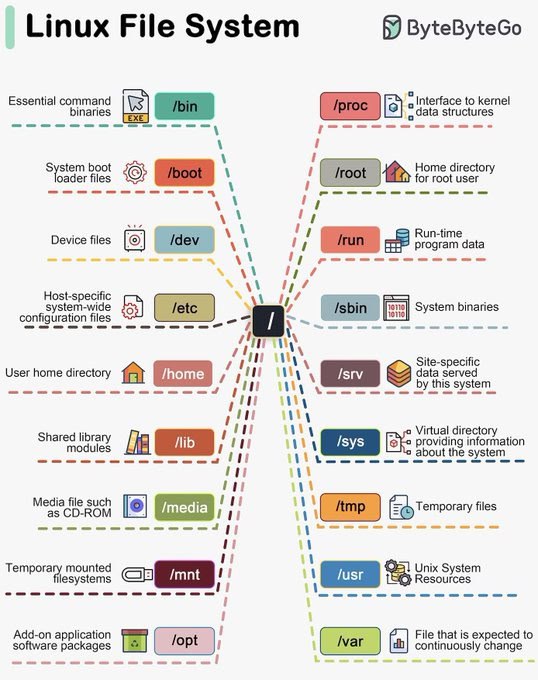 Linux File System
ByteByteGo
Essential command
binaries
EXE
/bin
System boot
loader files
/boot
Device files
/dev
Host-specific
system-wide
configuration files
/etc
User home directory
/home
Shared library
modules
/lib
Media file such
as CD-ROM
/media
Temporary mounted
filesystems
/mnt
Add-on application
software packages
/opt
/
/proc
Interface to kernel
data structures
/root
Home directory
for root user
/run
Run-time
program data
/sbin
10110
10110
System binaries
/srv
Site-specific
data served
by this system
/sys
Virtual directory
providing information
about the system
/tmp
Temporary files
/usr
Unix System
Resources
/var
File that is expected to
continuously change